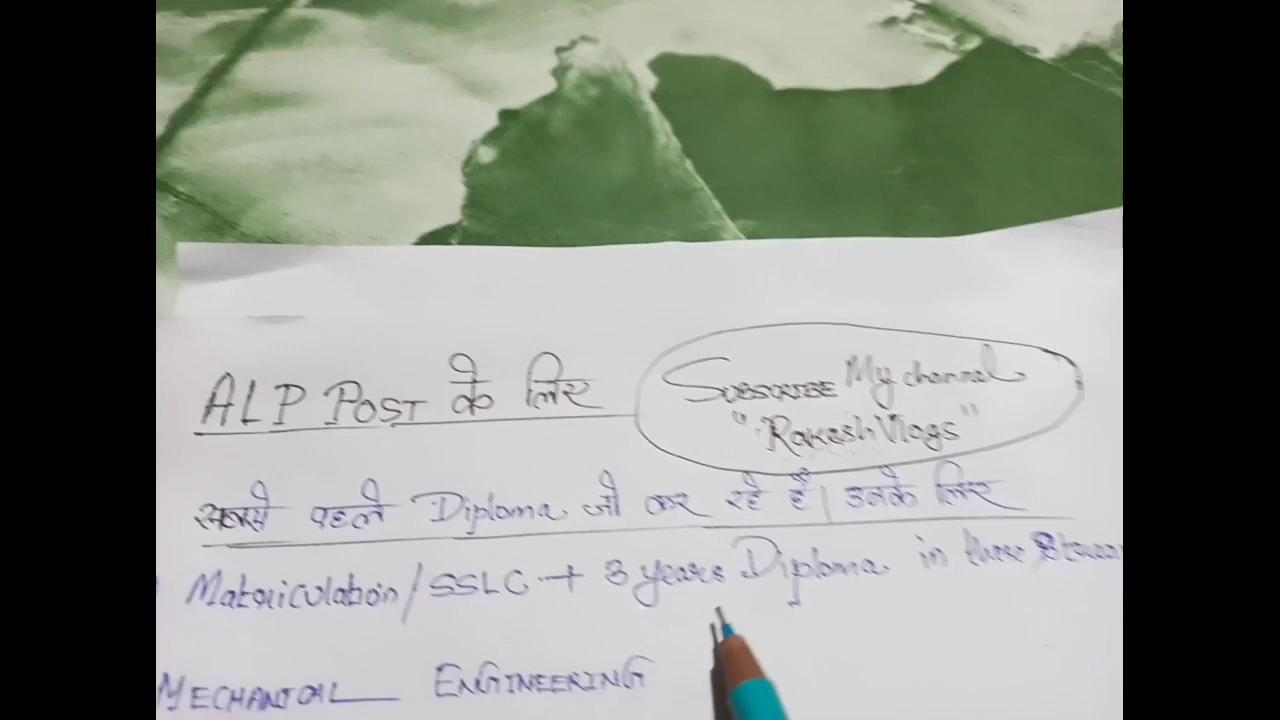 ALP POST के लिए
SUBSCRIBE My channel
"Rakesh Vlogs"
सबसे पहले Diploma जो कर रहे हैं| उनके लिए
Matriculation/SSLC + 3 years Diploma in these
MECHANICAL ENGINEERING